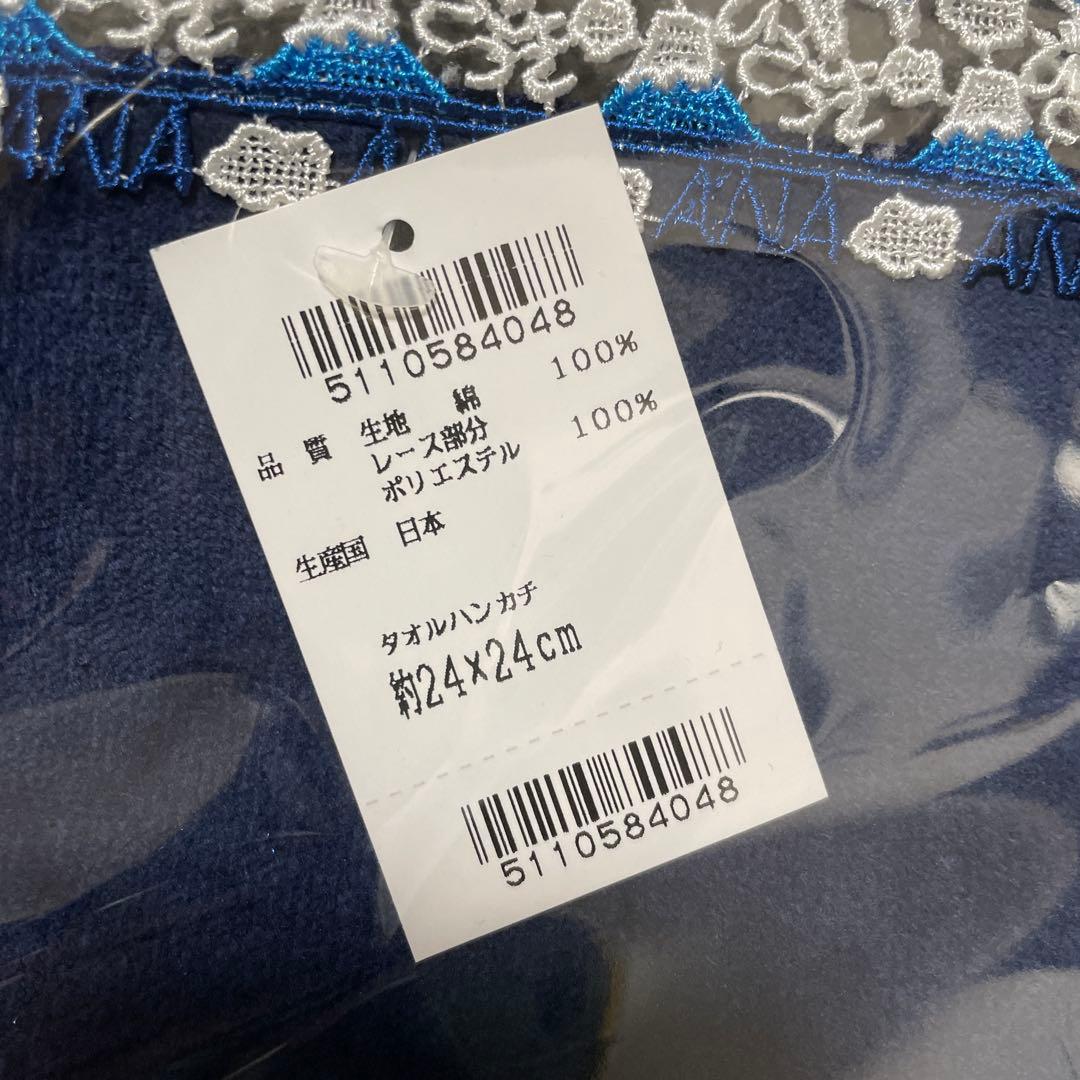 ANA ANA ANA ANA
5110584048
品質 生地 綿 100%
レース部分
ポリエステル 100%
生産国 日本
タオルハンカチ
約24×24cm
5110584048